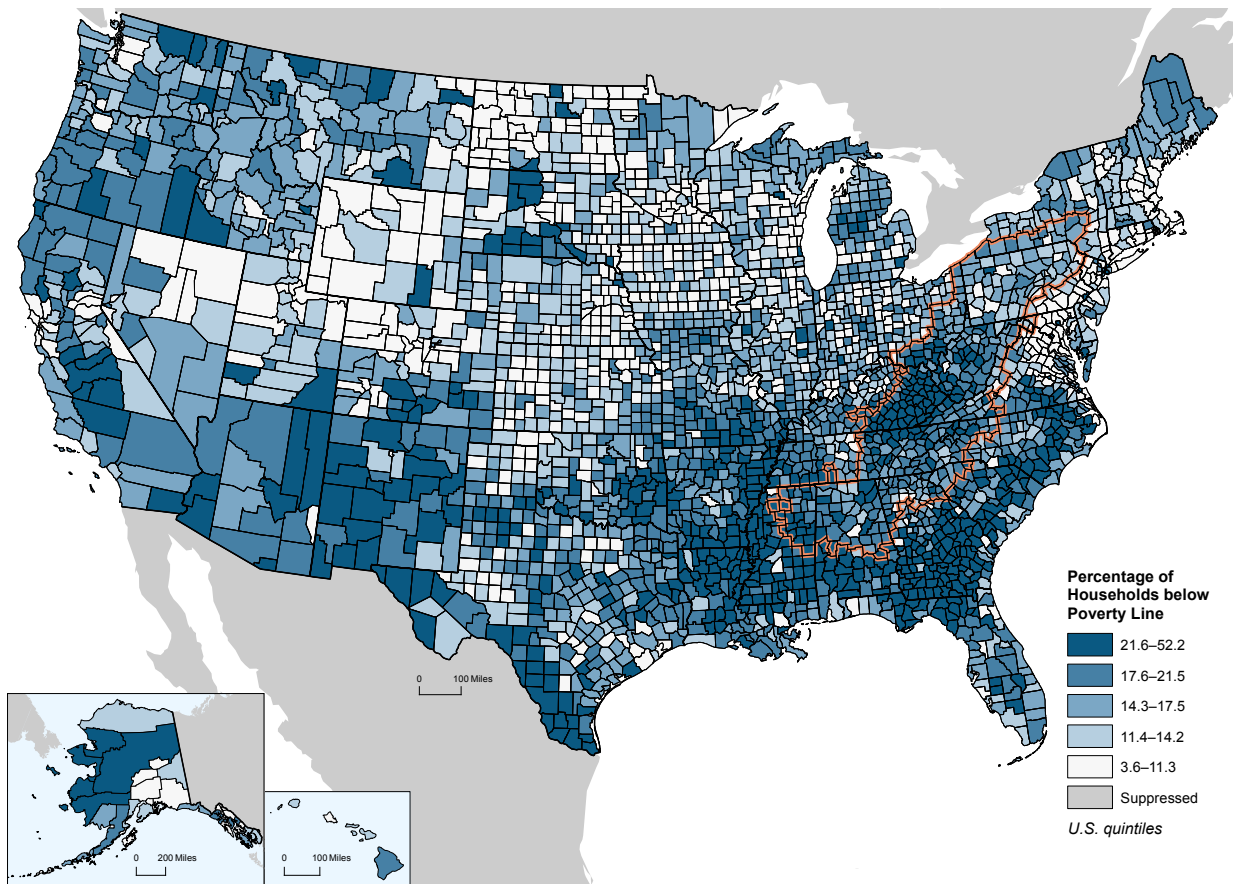 Percentage of
Households below
Poverty Line
21.6–52.2
17.6–21.5
14.3–17.5
11.4–14.2
3.6–11.3
Suppressed
U.S. quintiles
0 100 Miles
0 200 Miles
0 100 Miles